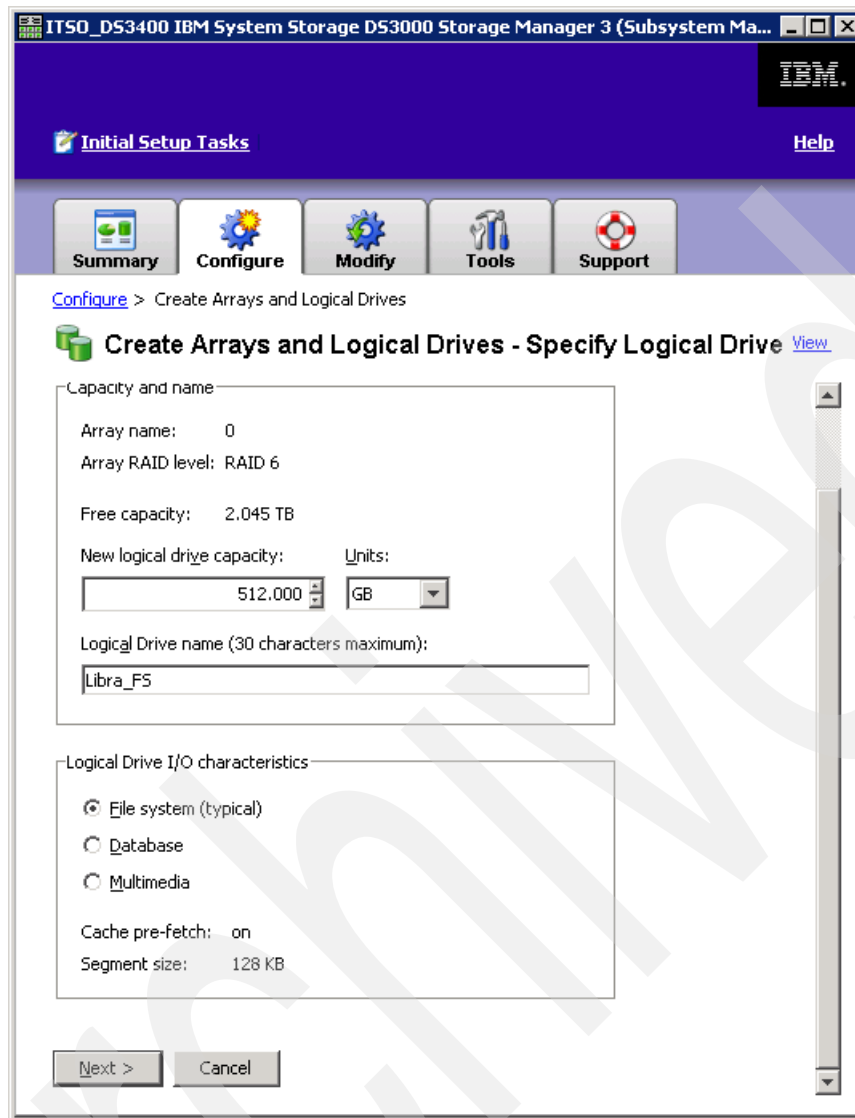 ITSO_DS3400 IBM System Storage DS3000 Storage Manager 3 (Subsystem Ma...
IBM.
Initial Setup Tasks Help
Summary Configure Modify Tools Support
Configure > Create Arrays and Logical Drives
Create Arrays and Logical Drives - Specify Logical Drive View
Capacity and name
Array name: 0
Array RAID level: RAID 6
Free capacity: 2.045 TB
New logical drive capacity: Units:
512.000 GB
Logical Drive name (30 characters maximum):
Libra_FS
Logical Drive I/O characteristics
File system (typical)
Database
Multimedia
Cache pre-fetch: on
Segment size: 128 KB
Next > Cancel